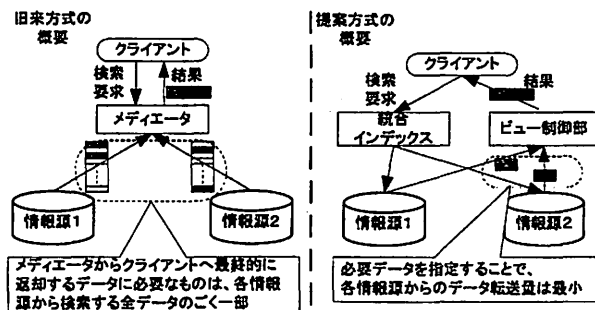 旧来方式の
概要
クライアント
検索
要求
結果
メディエータ
情報源1
情報源2
メディエータからクライアントへ最終的に
返却するデータに必要なものは、各情報
源から検索する全データのごく一部
提案方式の
概要
クライアント
検索
要求
結果
統合
インデックス
ビュー制御部
情報源1
情報源2
必要データを指定することで、
各情報源からのデータ転送量は最小